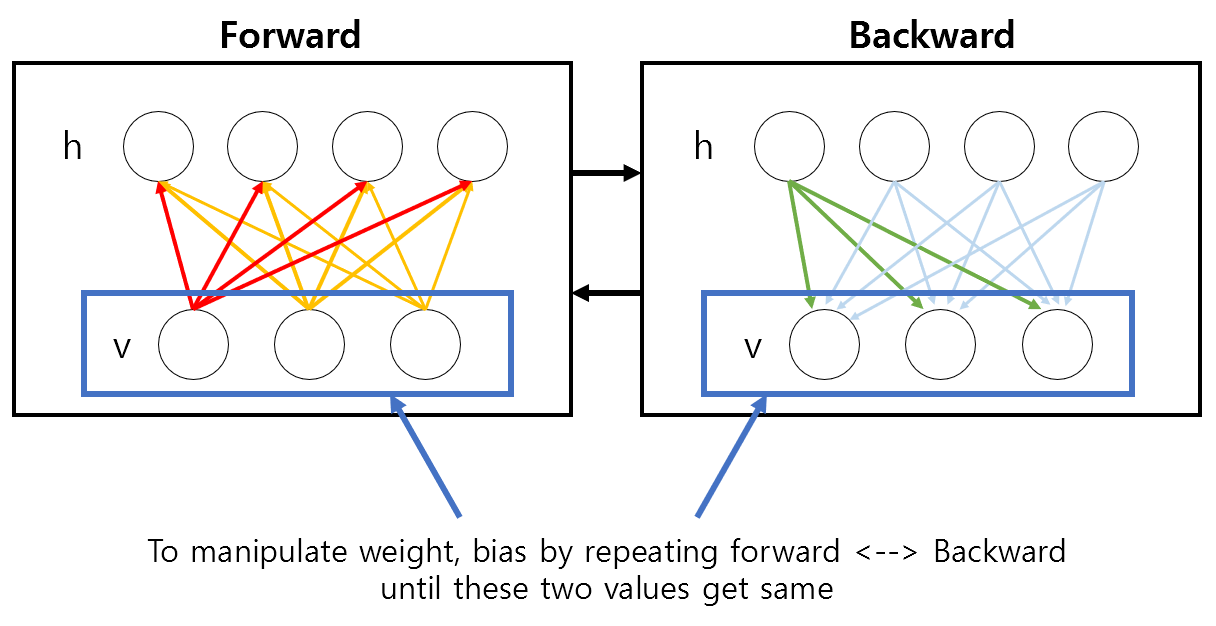 Forward
Backward
h
h
v
v
To manipulate weight, bias by repeating forward <--> Backward
until these two values get same